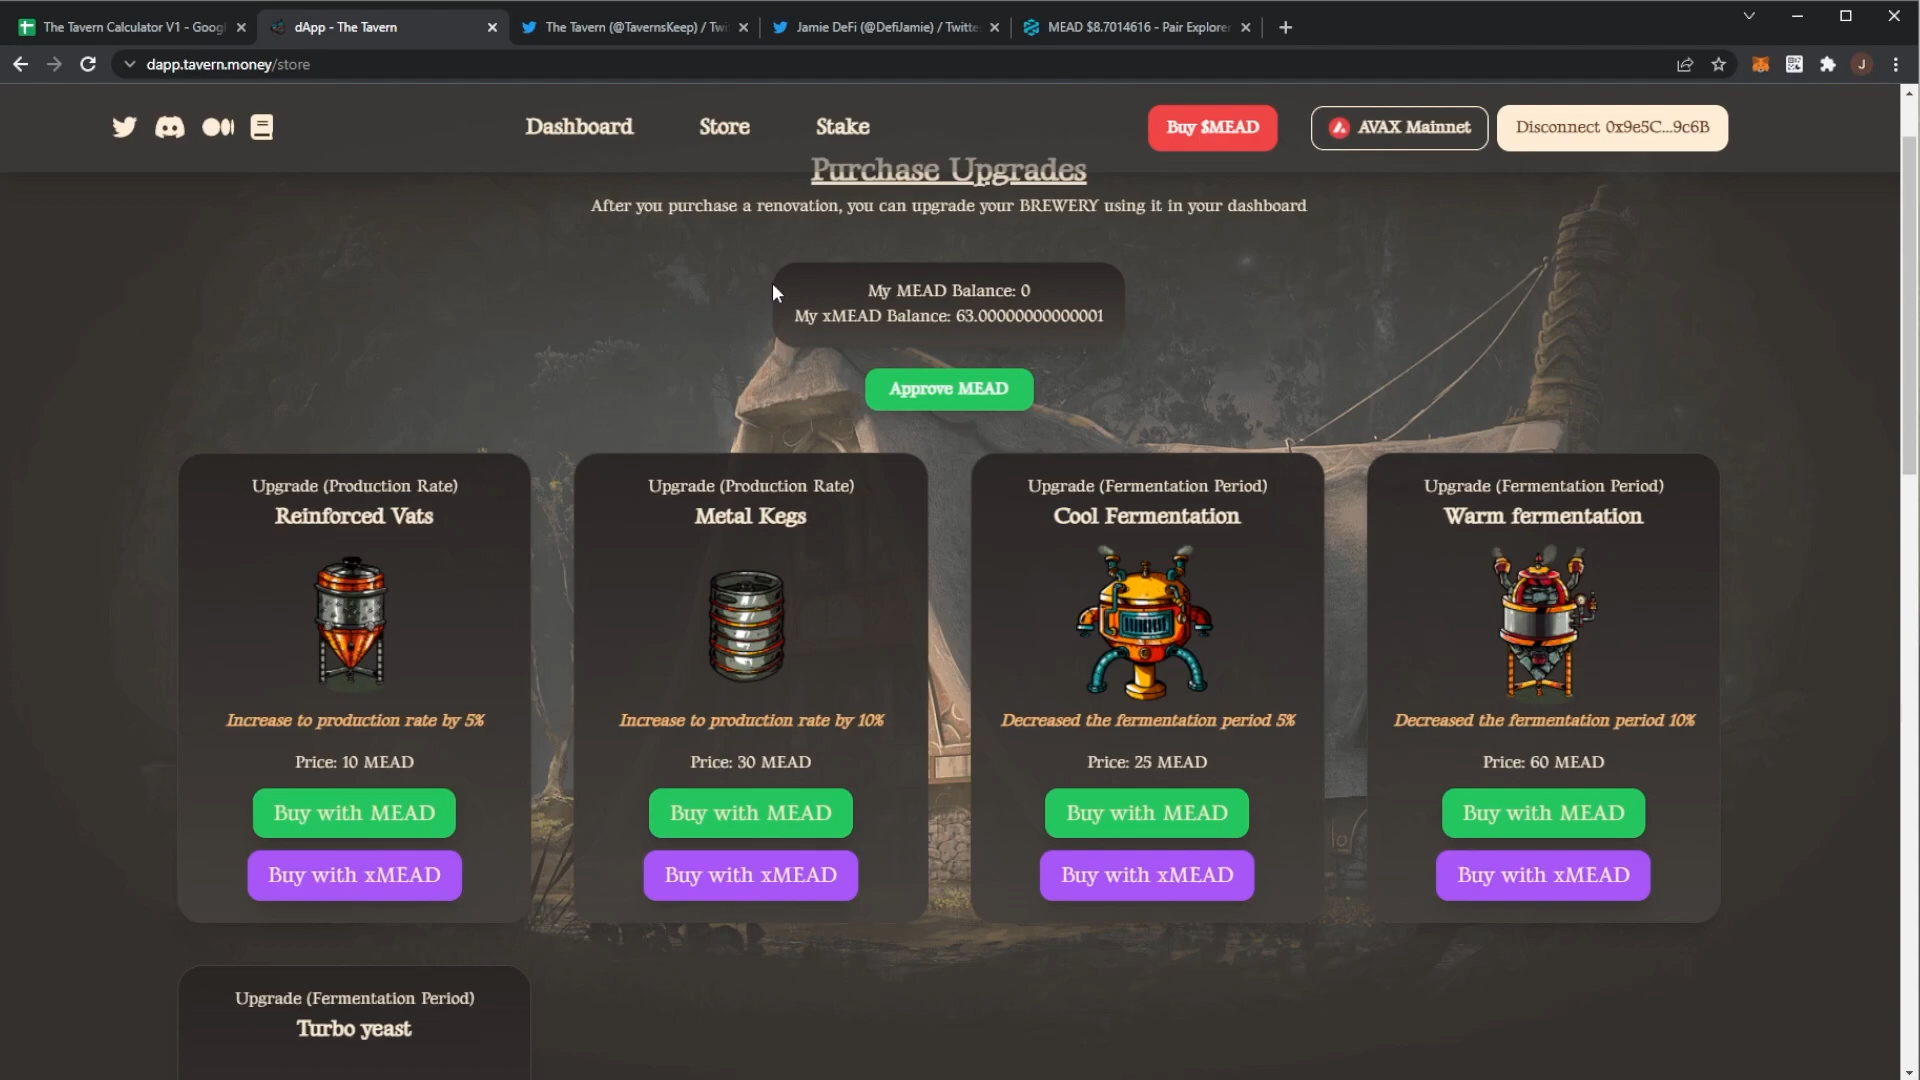 The Tavern Calculator V1 - Goog
dApp - The Tavern
The Tavern (@TavernsKeep) / Twi
Jamie DeFi (@DefiJamie) / Twitte
MEAD $8.7014616 - Pair Explorer
dapp.tavern.money/store
J
Dashboard
Store
Stake
Buy $MEAD
AVAX Mainnet
Disconnect 0x9e5C...9c6B
Purchase Upgrades
After you purchase a renovation, you can upgrade your BREWERY using it in your dashboard
My MEAD Balance: 0
My xMEAD Balance: 63.00000000000001
Approve MEAD
Upgrade (Production Rate)
Reinforced Vats
Increase to production rate by 5%
Price: 10 MEAD
Buy with MEAD
Buy with xMEAD
Upgrade (Production Rate)
Metal Kegs
Increase to production rate by 10%
Price: 30 MEAD
Buy with MEAD
Buy with xMEAD
Upgrade (Fermentation Period)
Cool Fermentation
Decreased the fermentation period 5%
Price: 25 MEAD
Buy with MEAD
Buy with xMEAD
Upgrade (Fermentation Period)
Warm fermentation
Decreased the fermentation period 10%
Price: 60 MEAD
Buy with MEAD
Buy with xMEAD
Upgrade (Fermentation Period)
Turbo yeast